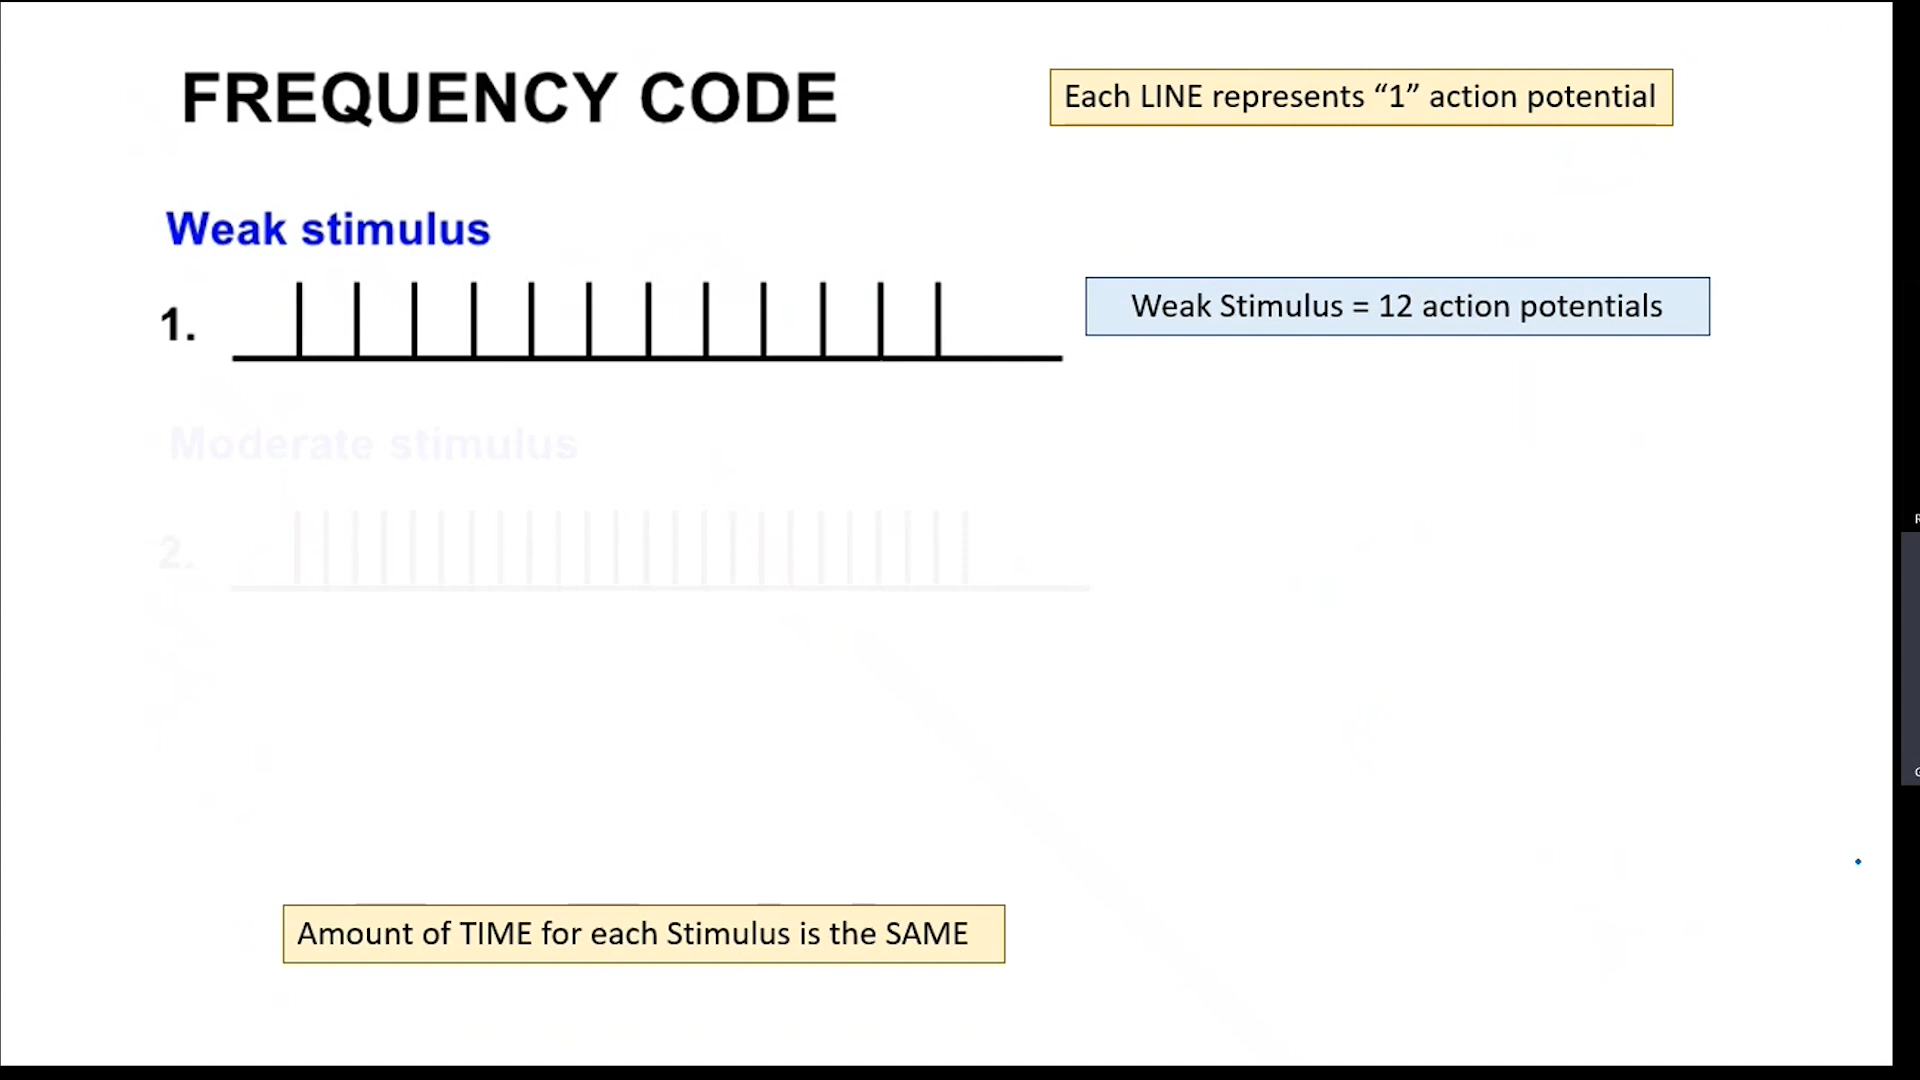 FREQUENCY CODE
Each LINE represents “1” action potential
Weak stimulus
1.
Weak Stimulus = 12 action potentials
Moderate stimulus
2.
Amount of TIME for each Stimulus is the SAME